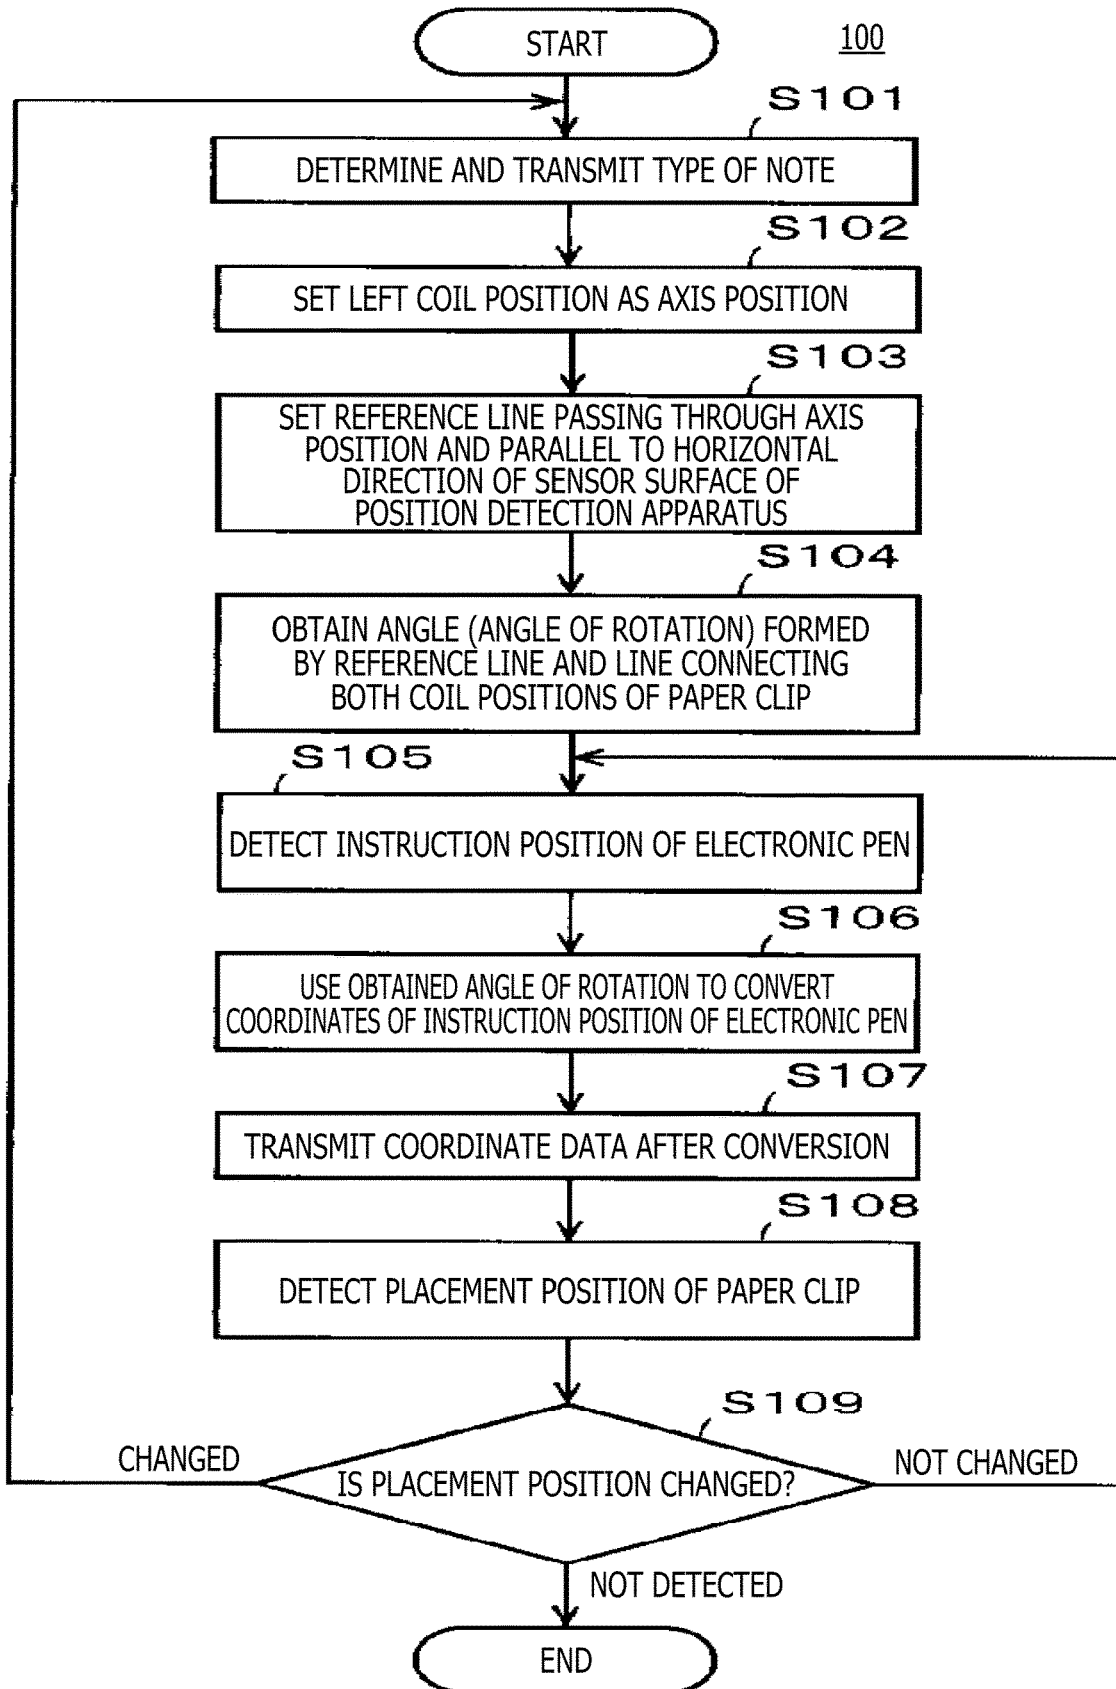 START
100
S101
DETERMINE AND TRANSMIT TYPE OF NOTE
S102
SET LEFT COIL POSITION AS AXIS POSITION
S103
SET REFERENCE LINE PASSING THROUGH AXIS
POSITION AND PARALLEL TO HORIZONTAL
DIRECTION OF SENSOR SURFACE OF
POSITION DETECTION APPARATUS
S104
OBTAIN ANGLE (ANGLE OF ROTATION) FORMED
BY REFERENCE LINE AND LINE CONNECTING
BOTH COIL POSITIONS OF PAPER CLIP
S105
DETECT INSTRUCTION POSITION OF ELECTRONIC PEN
S106
USE OBTAINED ANGLE OF ROTATION TO CONVERT
COORDINATES OF INSTRUCTION POSITION OF ELECTRONIC PEN
S107
TRANSMIT COORDINATE DATA AFTER CONVERSION
S108
DETECT PLACEMENT POSITION OF PAPER CLIP
S109
CHANGED
IS PLACEMENT POSITION CHANGED?
NOT CHANGED
NOT DETECTED
END